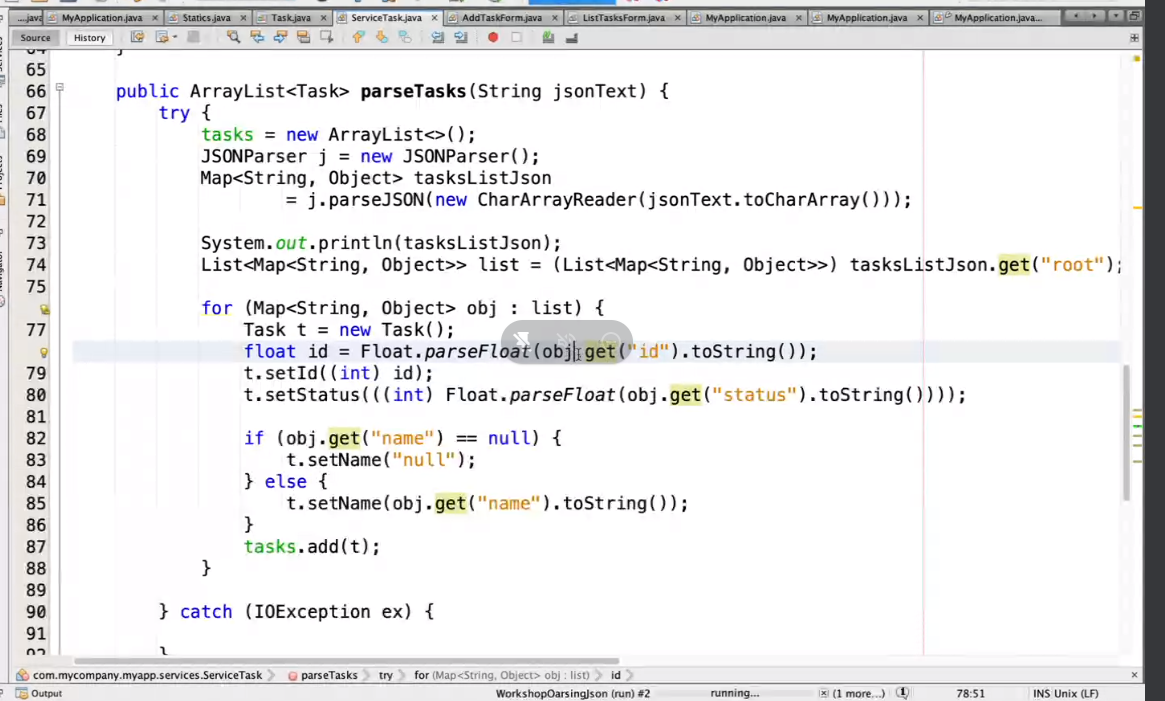 ...java MyApplication.java Statics.java Task.java ServiceTask.java AddTaskForm.java ListTasksForm.java MyApplication.java MyApplication.java MyApplication.java...
Source History
64 }
65
66 public ArrayList<Task> parseTasks(String jsonText) {
67 try {
68 tasks = new ArrayList<>();
69 JSONParser j = new JSONParser();
70 Map<String, Object> tasksListJson
71 = j.parseJSON(new CharArrayReader(jsonText.toCharArray()));
72
73 System.out.println(tasksListJson);
74 List<Map<String, Object>> list = (List<Map<String, Object>>) tasksListJson.get("root");
75
for (Map<String, Object> obj : list) {
77 Task t = new Task();
float id = Float.parseFloat(obj.get("id").toString());
79 t.setId((int) id);
80 t.setStatus(((int) Float.parseFloat(obj.get("status").toString())));
81
82 if (obj.get("name") == null) {
83 t.setName("null");
84 } else {
85 t.setName(obj.get("name").toString());
86 }
87 tasks.add(t);
88 }
89
90 } catch (IOException ex) {
91
92 }
com.mycompany.myapp.services.ServiceTask parseTasks try for (Map<String, Object> obj : list) id
Output WorkshopOarsingJson (run) #2 running... (1 more...) 78:51 INS Unix (LF)